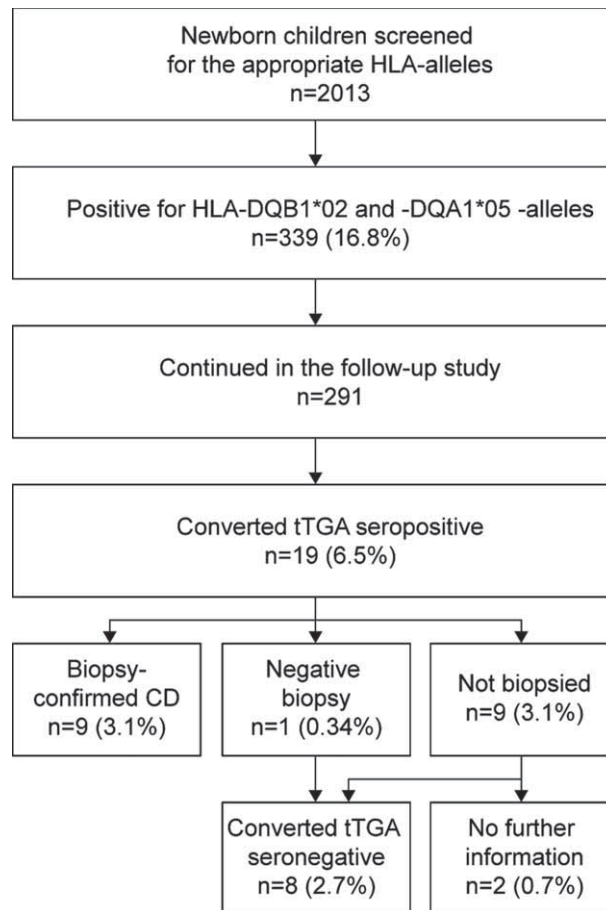 Newborn children screened
for the appropriate HLA-alleles
n=2013
Positive for HLA-DQB1*02 and -DQA1*05 -alleles
n=339 (16.8%)
Continued in the follow-up study
n=291
Converted tTGA seropositive
n=19 (6.5%)
Biopsy-
confirmed CD
n=9 (3.1%)
Negative
biopsy
n=1 (0.34%)
Not biopsied
n=9 (3.1%)
Converted tTGA
seronegative
n=8 (2.7%)
No further
information
n=2 (0.7%)